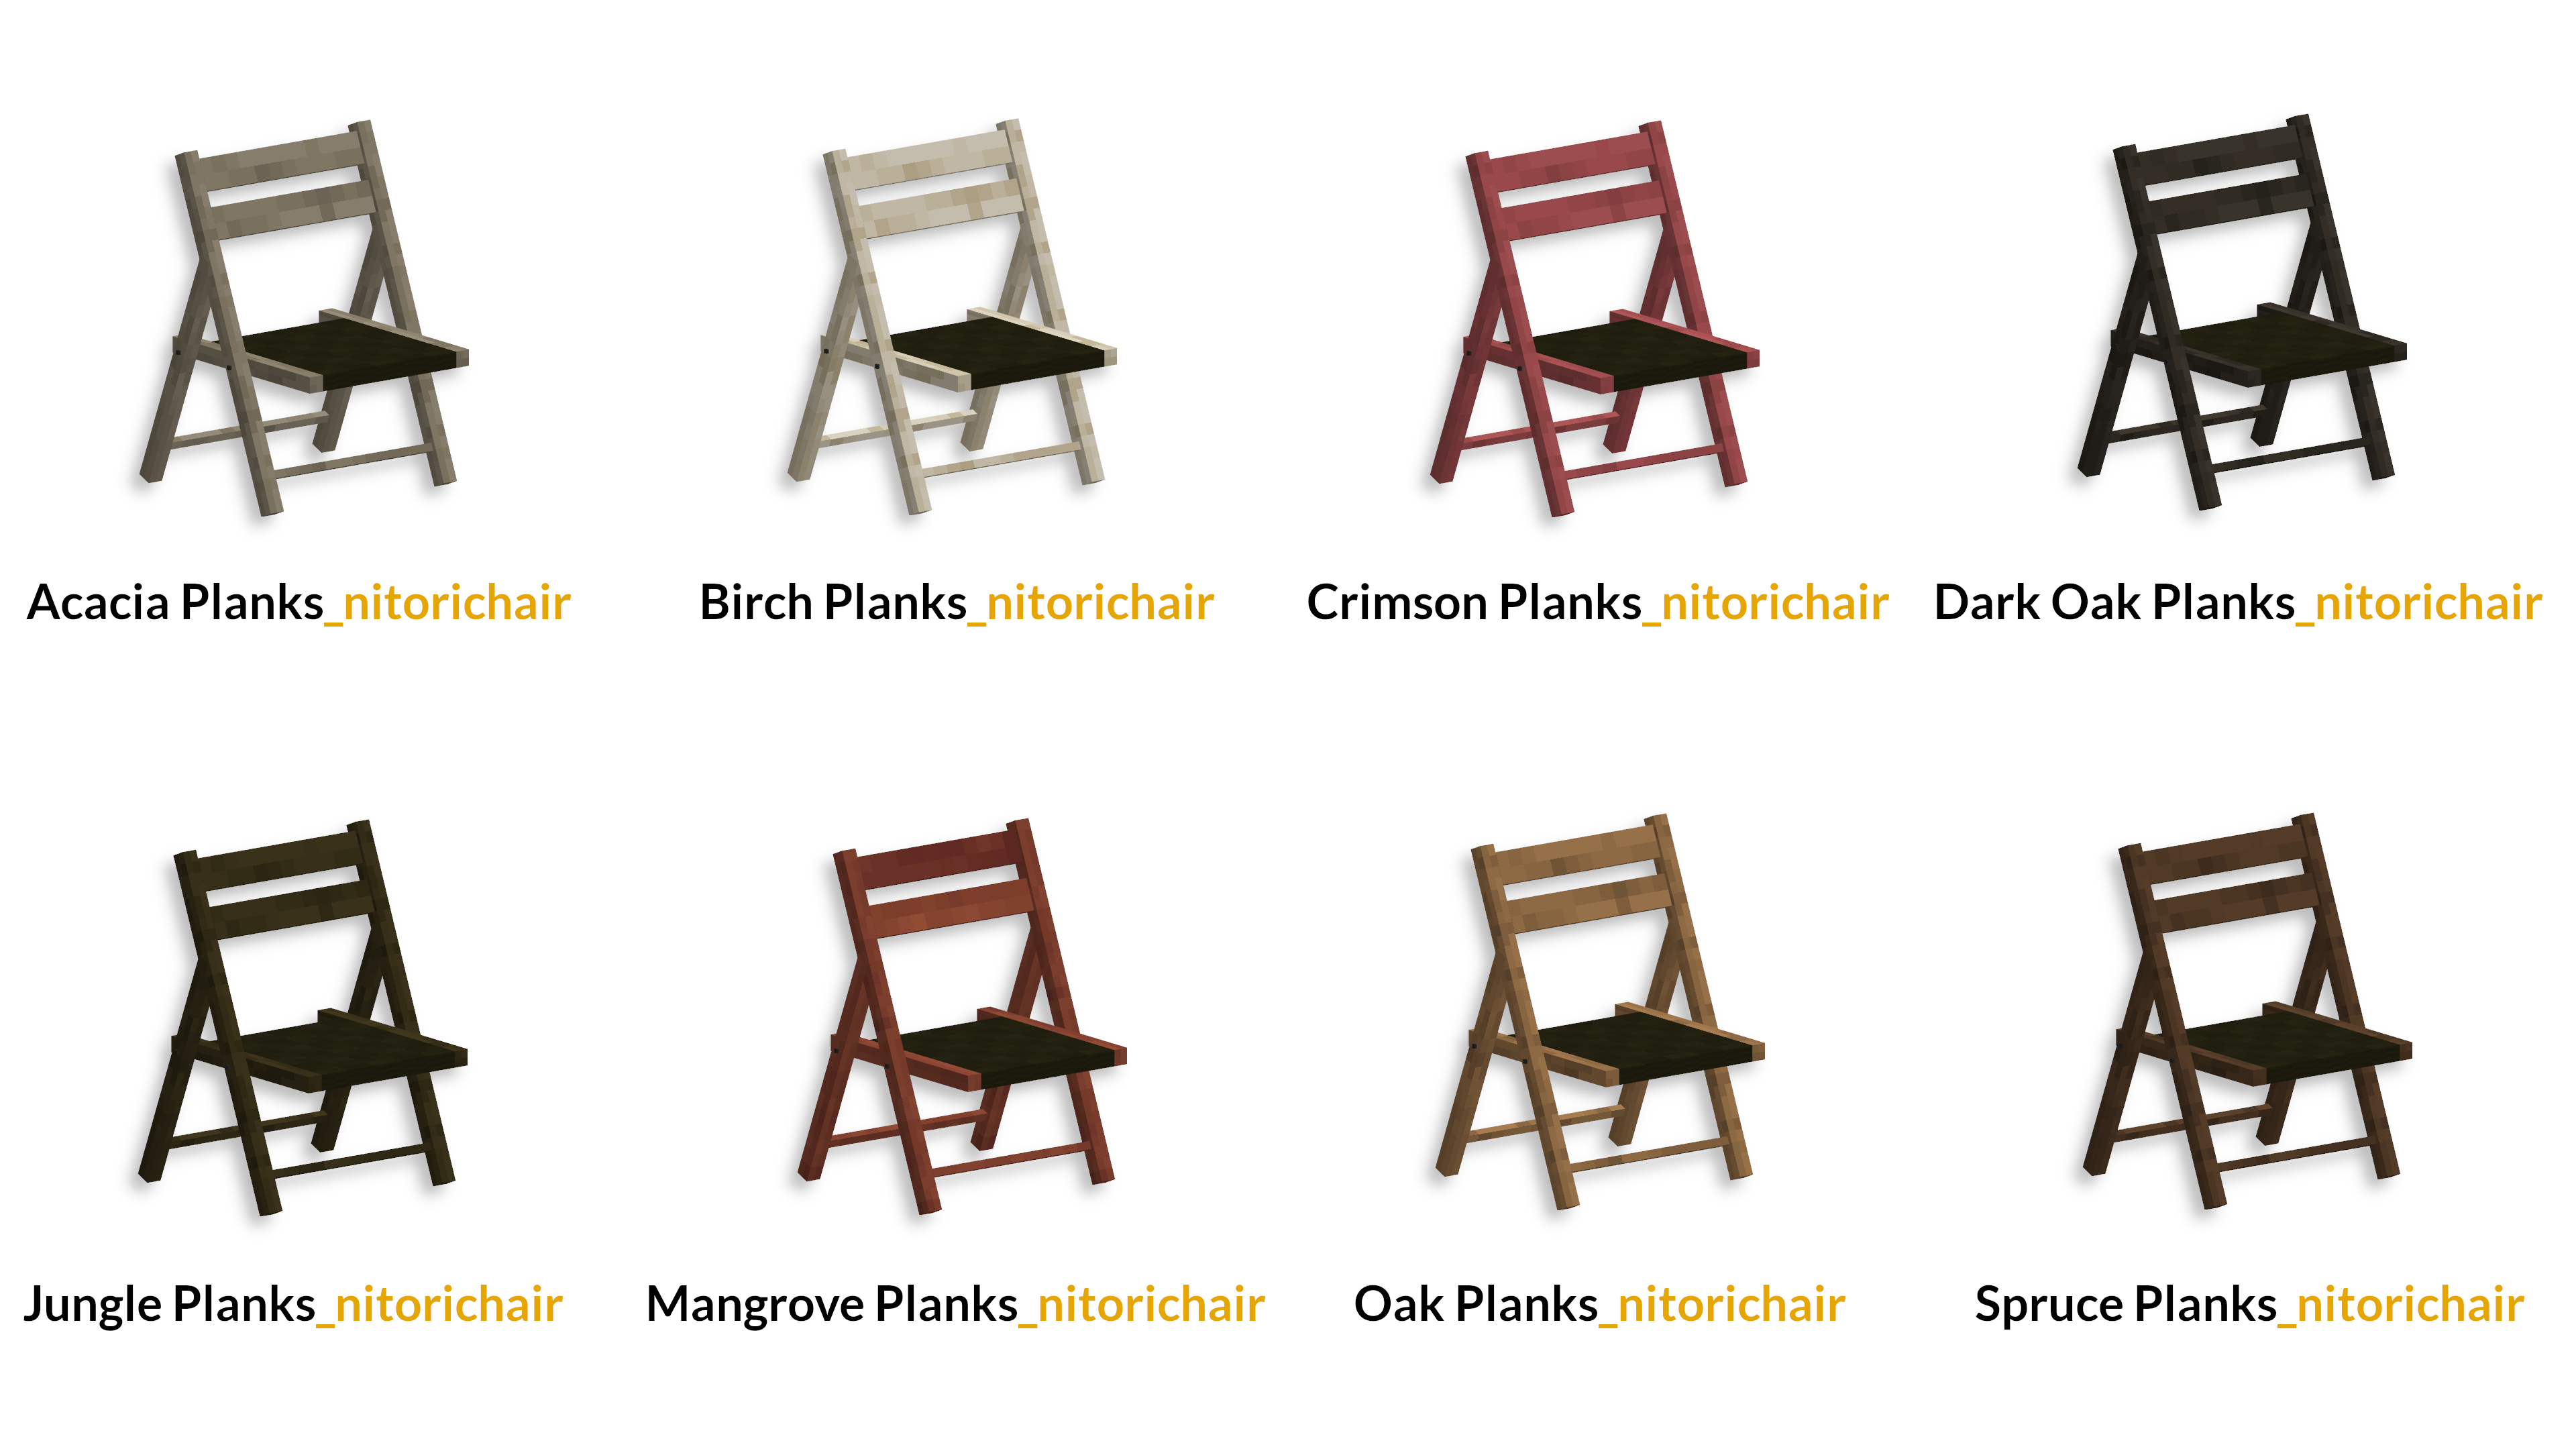 Acacia Planks_nitorichair
Birch Planks_nitorichair
Crimson Planks_nitorichair
Dark Oak Planks_nitorichair
Jungle Planks_nitorichair
Mangrove Planks_nitorichair
Oak Planks_nitorichair
Spruce Planks_nitorichair